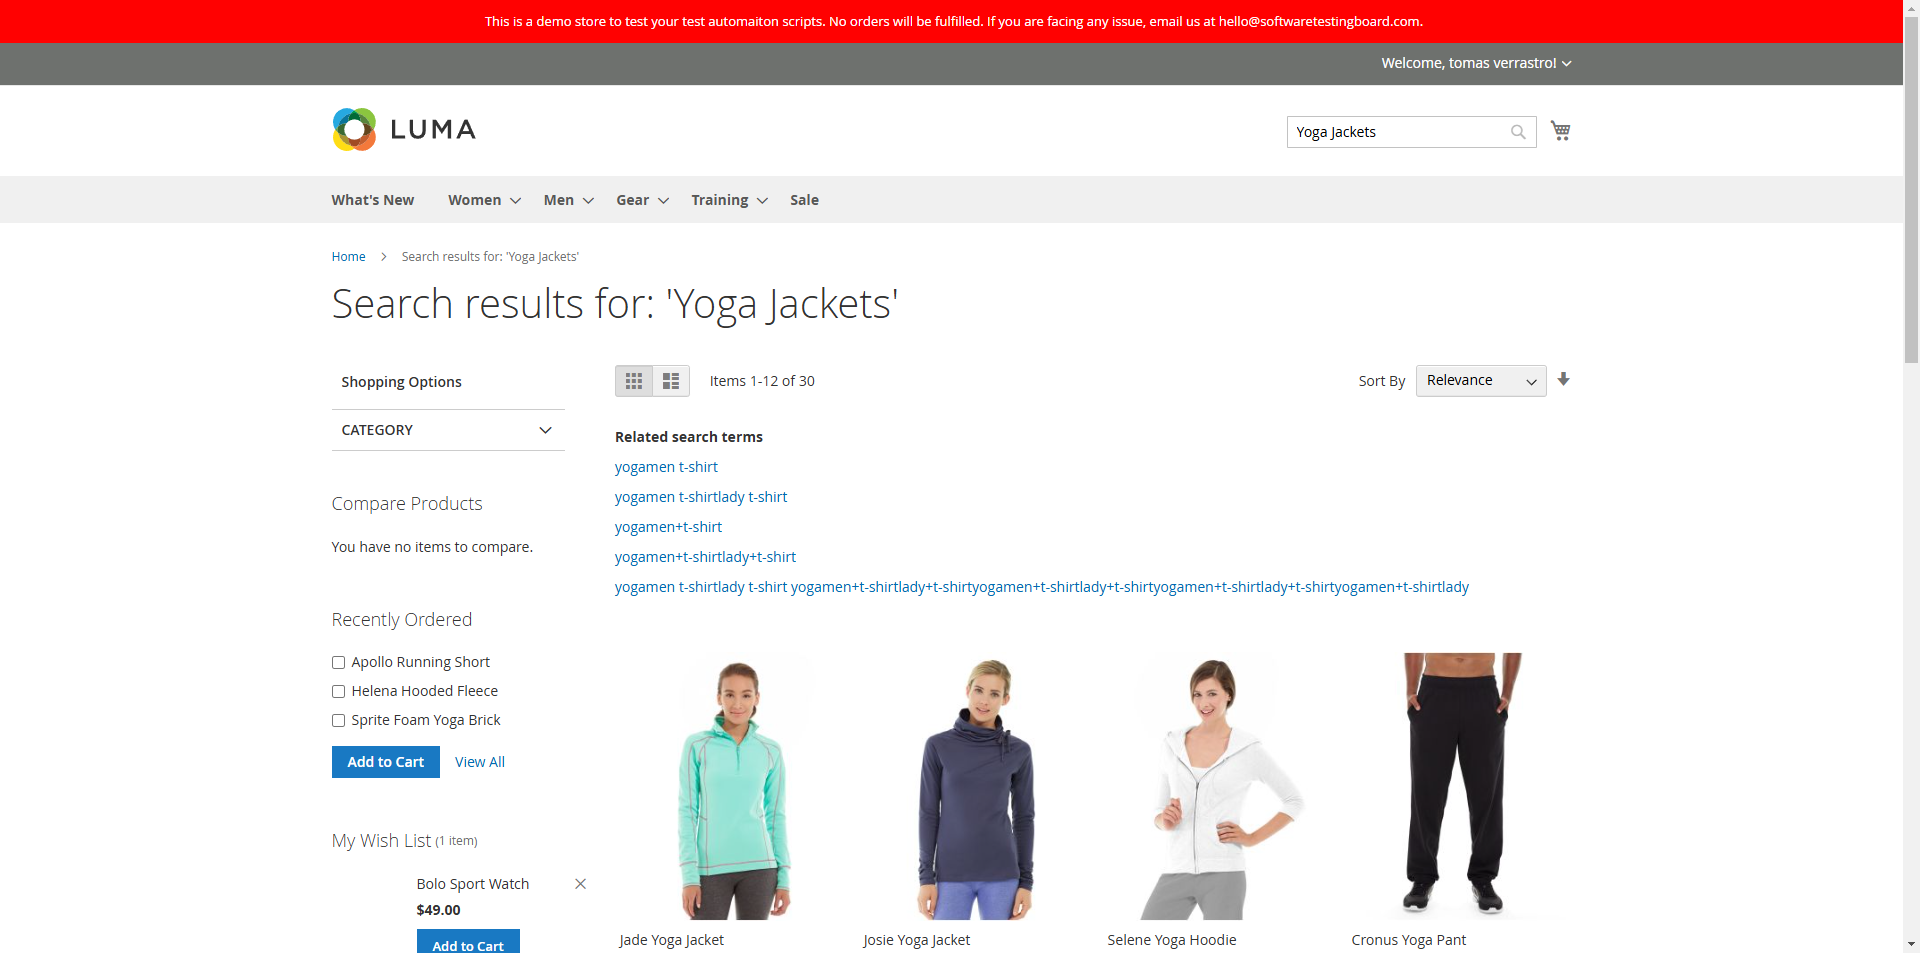 This is a demo store to test your test automaiton scripts. No orders will be fulfilled. If you are facing any issue, email us at hello@softwaretestingboard.com.
Welcome, tomas verrastro!
LUMA
Yoga Jackets
What's New
Women
Men
Gear
Training
Sale
Home
Search results for: 'Yoga Jackets'
Search results for: 'Yoga Jackets'
Shopping Options
CATEGORY
Compare Products
You have no items to compare.
Recently Ordered
Apollo Running Short
Helena Hooded Fleece
Sprite Foam Yoga Brick
Add to Cart
View All
My Wish List (1 item)
Bolo Sport Watch
$49.00
Add to Cart
Items 1-12 of 30
Sort By
Relevance
Related search terms
yogamen t-shirt
yogamen t-shirtlady t-shirt
yogamen+t-shirt
yogamen+t-shirtlady+t-shirt
yogamen t-shirtlady t-shirt yogamen+t-shirtlady+t-shirtyogamen+t-shirtlady+t-shirtyogamen+t-shirtlady+t-shirtyogamen+t-shirtlady
Jade Yoga Jacket
Josie Yoga Jacket
Selene Yoga Hoodie
Cronus Yoga Pant